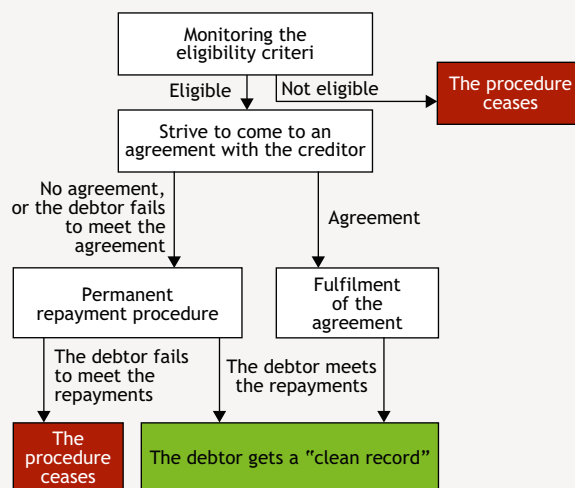 Monitoring the
eligibility criteri
Eligible
Not eligible
The procedure
ceases
Strive to come to an
agreement with the creditor
No agreement,
or the debtor fails
to meet the
agreement
Agreement
Permanent
repayment procedure
Fulfilment
of the
agreement
The debtor fails
to meet the
repayments
The debtor meets
the repayments
The
procedure
ceases
The debtor gets a “clean record”